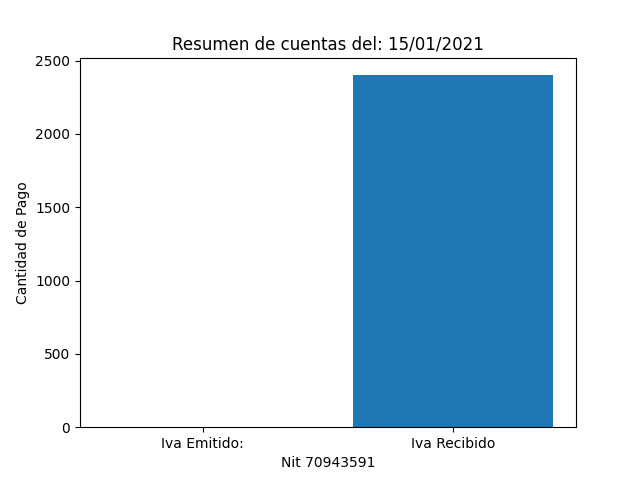 Resumen de cuentas del: 15/01/2021
2500
2000
1500
1000
500
0
Cantidad de Pago
Iva Emitido:
Iva Recibido
Nit 70943591